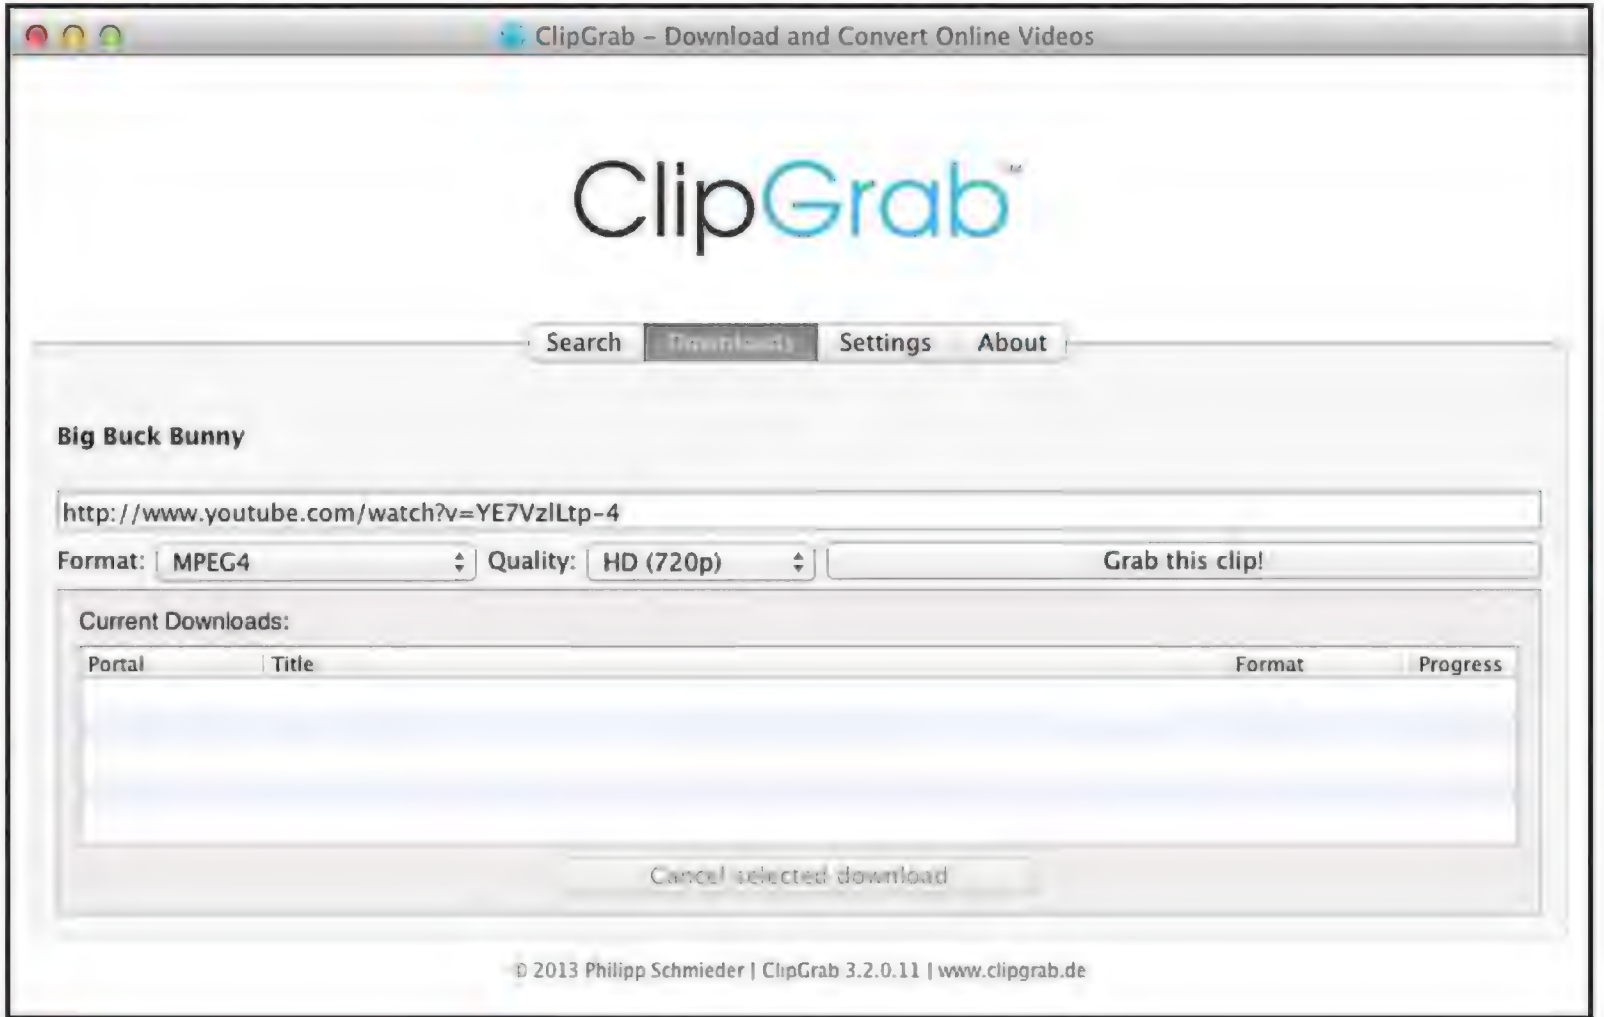 ClipGrab – Download and Convert Online Videos
ClipGrab™
Search Downloads Settings About
Big Buck Bunny
http://www.youtube.com/watch?v=YE7VzlLtp-4
Format: MPEG4 Quality: HD (720p) Grab this clip!
Current Downloads:
Portal Title Format Progress
Cancel selected download
© 2013 Philipp Schmieder | ClipGrab 3.2.0.11 | www.clipgrab.de